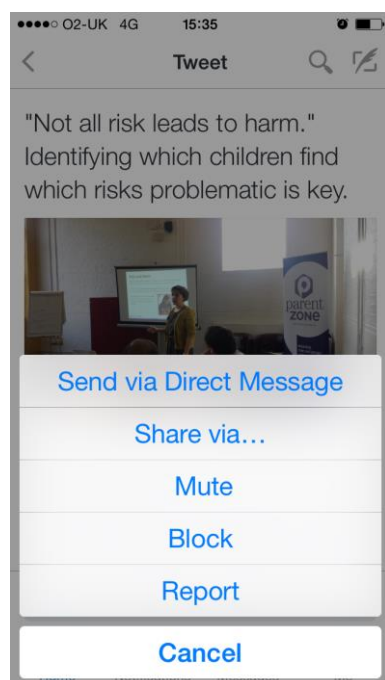 O2-UK 4G 15:35
Tweet
"Not all risk leads to harm."
Identifying which children find
which risks problematic is key.
parent
ZONE
Send via Direct Message
Share via...
Mute
Block
Report
Cancel